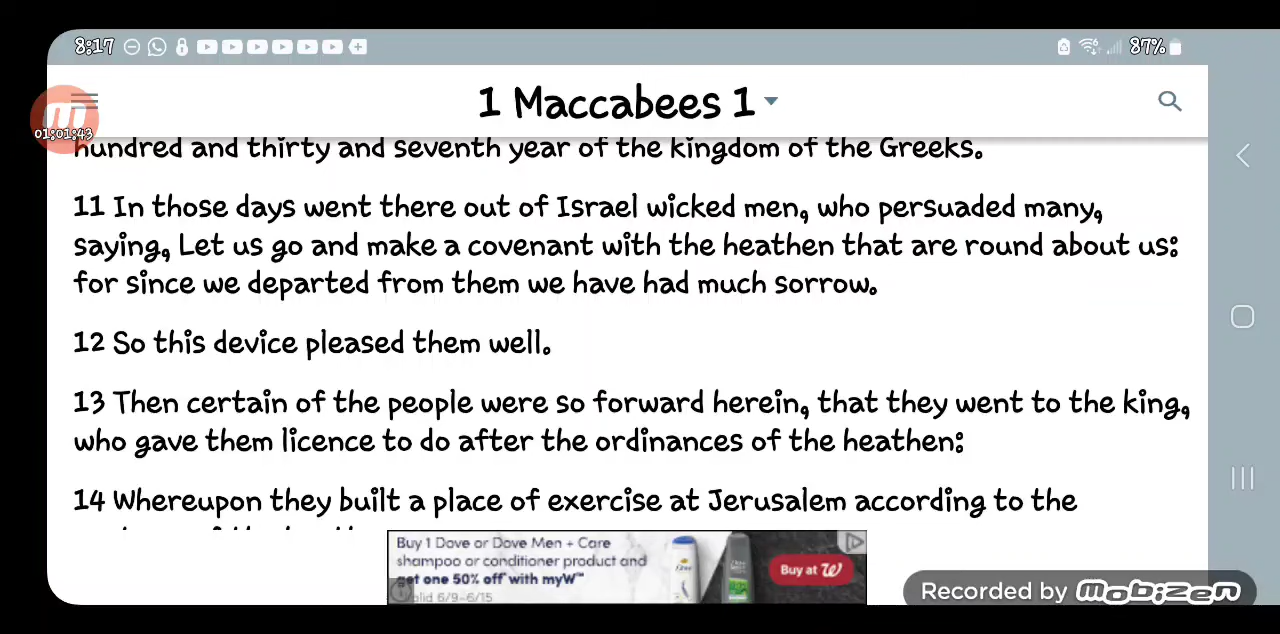 8:17
87%
1 Maccabees 1
01:01:43
hundred and thirty and seventh year of the kingdom of the Greeks.
11 In those days went there out of Israel wicked men, who persuaded many,
saying, Let us go and make a covenant with the heathen that are round about us:
for since we departed from them we have had much sorrow.
12 So this device pleased them well.
13 Then certain of the people were so forward herein, that they went to the king,
who gave them licence to do after the ordinances of the heathen:
14 Whereupon they built a place of exercise at Jerusalem according to the
Buy 1 Dove or Dove Men + Care
shampoo or conditioner product and
get one 50% off with myW™
Valid 6/9-6/15
Buy at W
Recorded by Mobizen